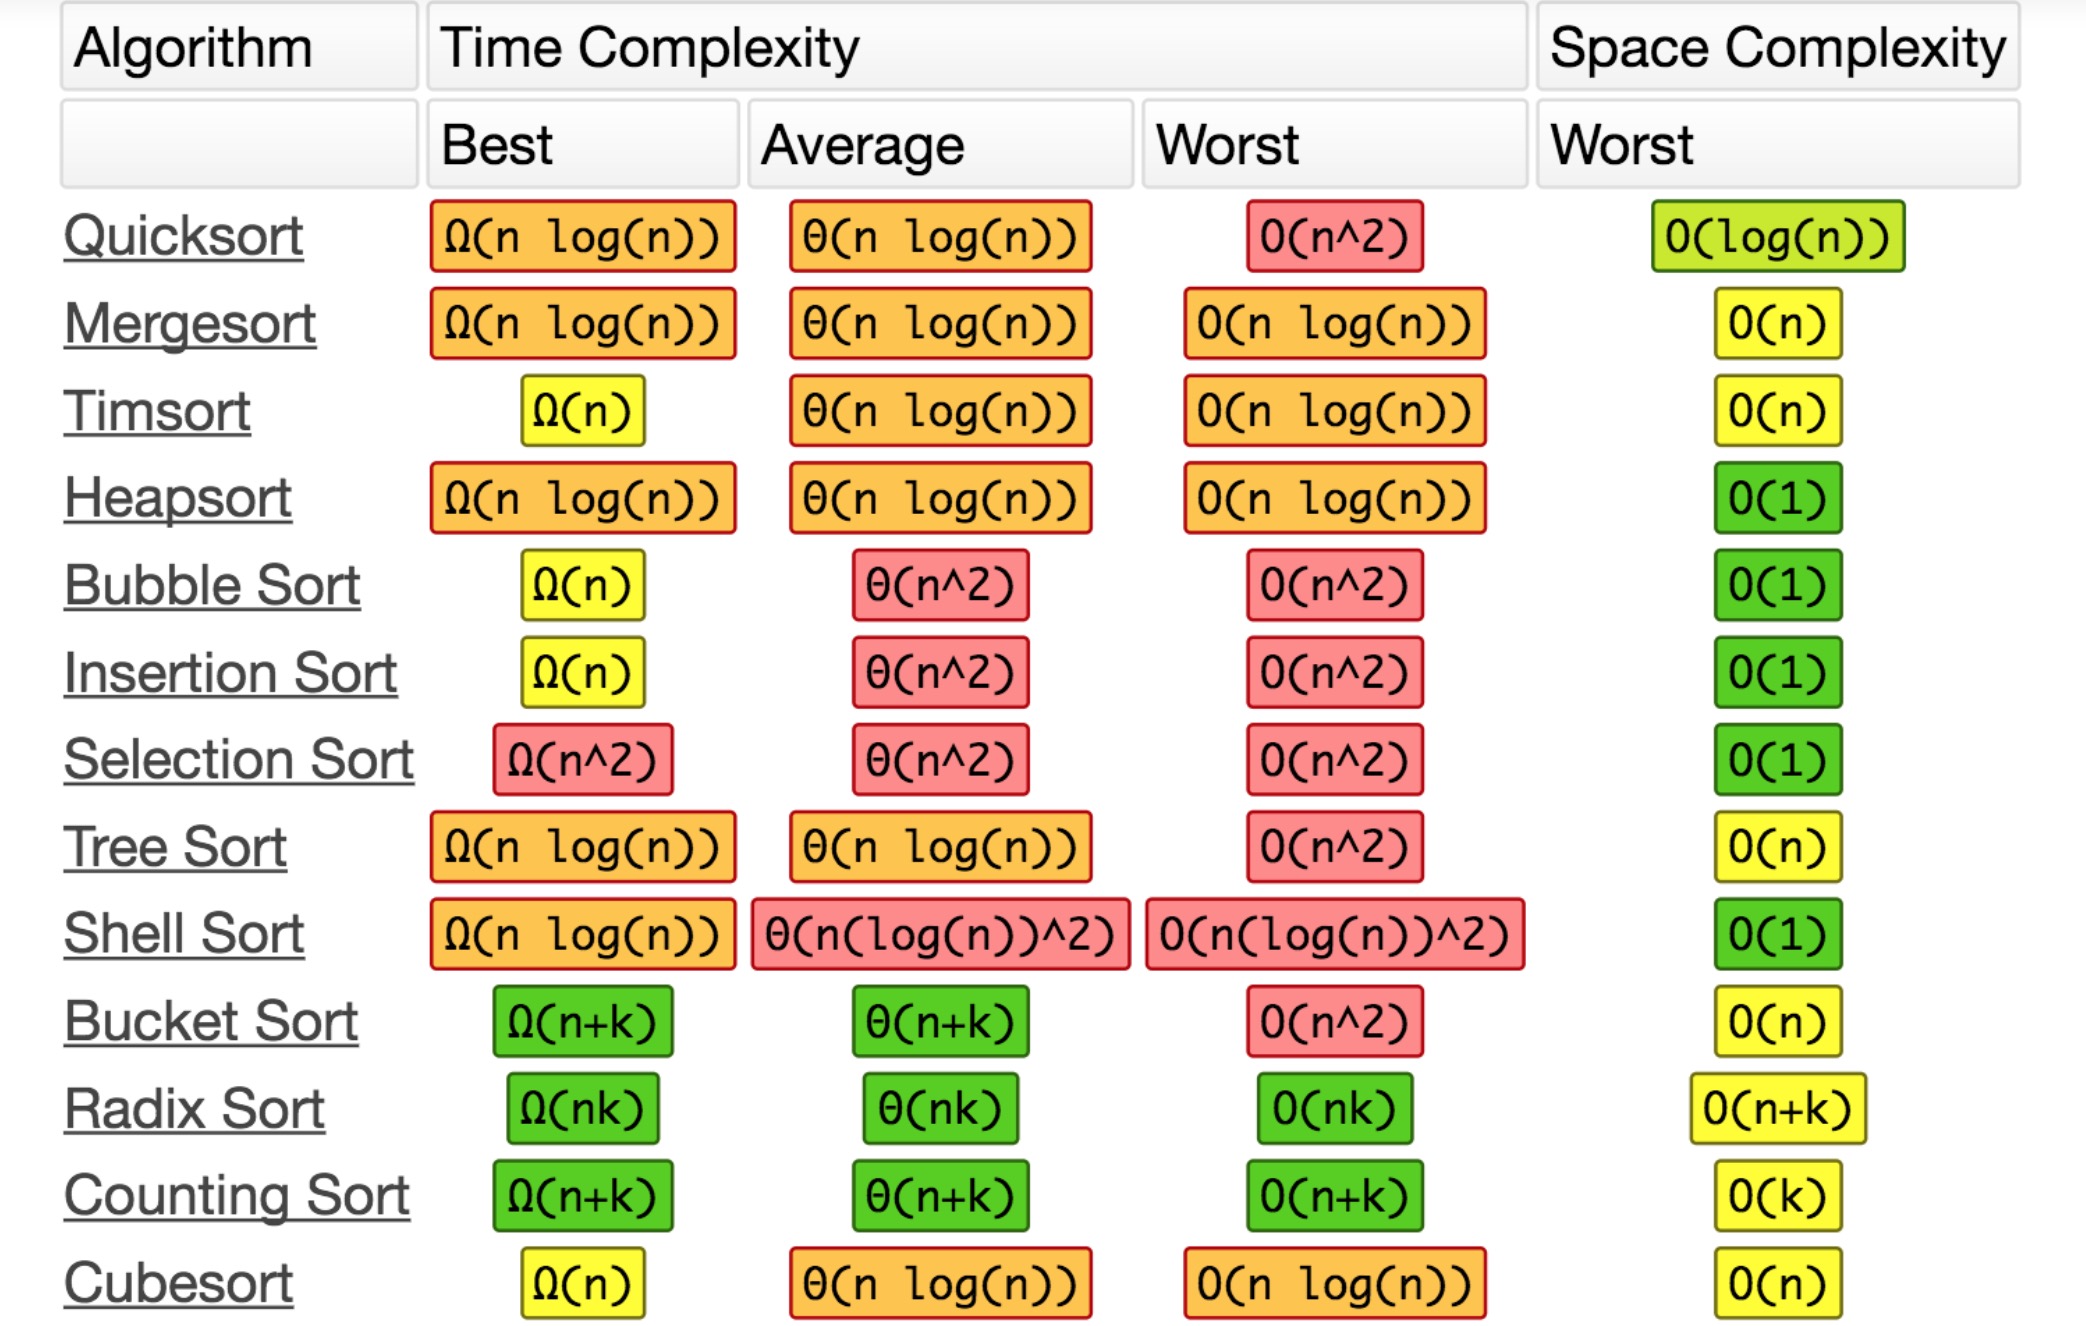 Algorithm Time Complexity Space Complexity
Best Average Worst Worst
Quicksort Ω(n log(n)) Θ(n log(n)) O(n^2) O(log(n))
Mergesort Ω(n log(n)) Θ(n log(n)) O(n log(n)) O(n)
Timsort Ω(n) Θ(n log(n)) O(n log(n)) O(n)
Heapsort Ω(n log(n)) Θ(n log(n)) O(n log(n)) O(1)
Bubble Sort Ω(n) Θ(n^2) O(n^2) O(1)
Insertion Sort Ω(n) Θ(n^2) O(n^2) O(1)
Selection Sort Ω(n^2) Θ(n^2) O(n^2) O(1)
Tree Sort Ω(n log(n)) Θ(n log(n)) O(n^2) O(n)
Shell Sort Ω(n log(n)) Θ(n(log(n))^2) O(n(log(n))^2) O(1)
Bucket Sort Ω(n+k) Θ(n+k) O(n^2) O(n)
Radix Sort Ω(nk) Θ(nk) O(nk) O(n+k)
Counting Sort Ω(n+k) Θ(n+k) O(n+k) O(k)
Cubesort Ω(n) Θ(n log(n)) O(n log(n)) O(n)